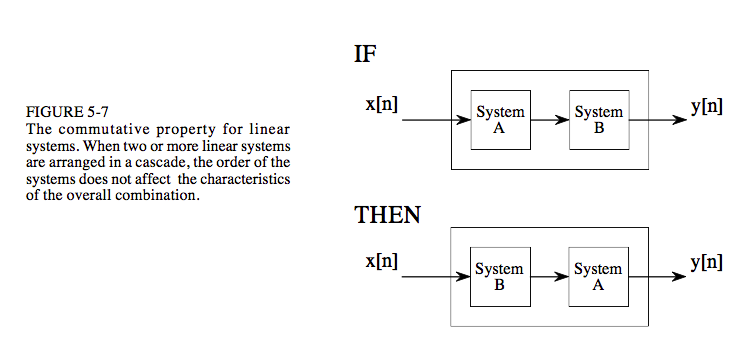 FIGURE 5-7
The commutative property for linear
systems. When two or more linear systems
are arranged in a cascade, the order of the
systems does not affect the characteristics
of the overall combination.
IF
x[n]
System
A
System
B
y[n]
THEN
x[n]
System
B
System
A
y[n]